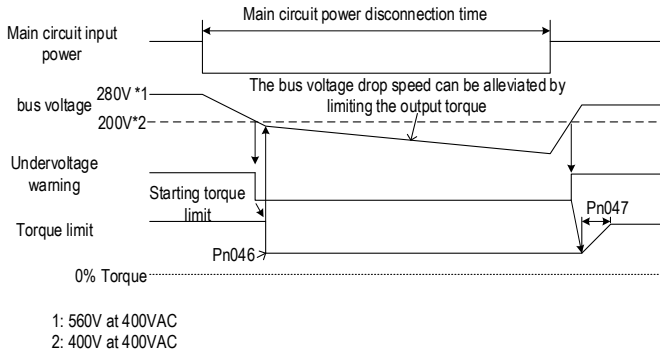 Main circuit power disconnection time
Main circuit input
power
The bus voltage drop speed can be alleviated by
limiting the output torque
280V *1
bus voltage
200V*2
Undervoltage
warning
Starting torque
limit
Pn047
Torque limit
Pn046
0% Torque
1: 560V at 400VAC
2: 400V at 400VAC